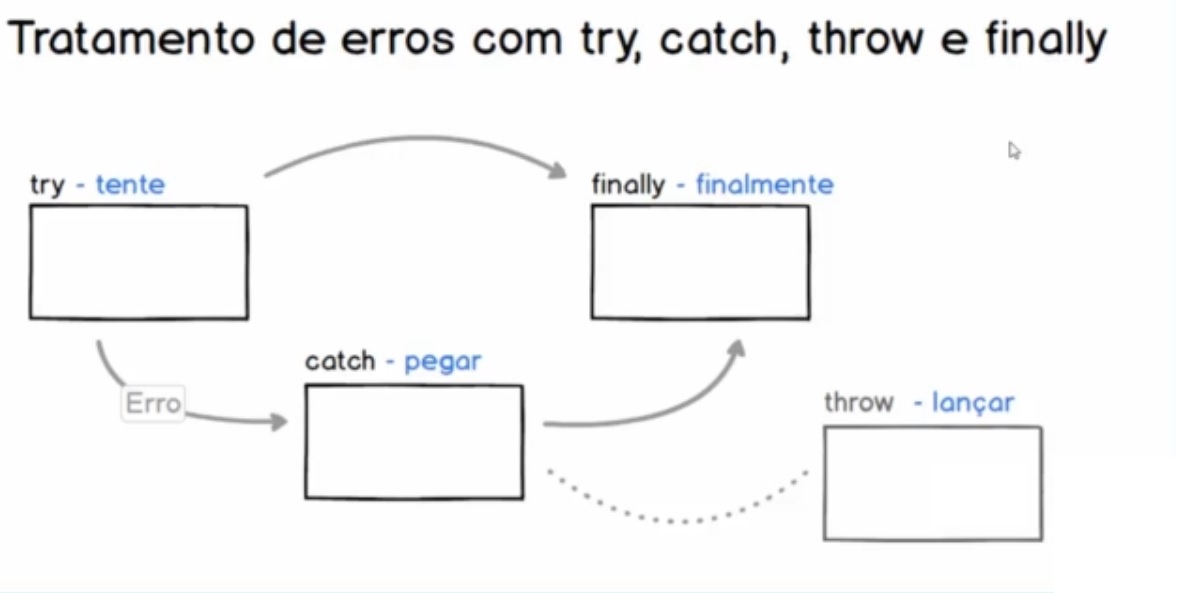 Tratamento de erros com try, catch, throw e finally
try - tente
finally - finalmente
catch - pegar
Erro
throw - lançar